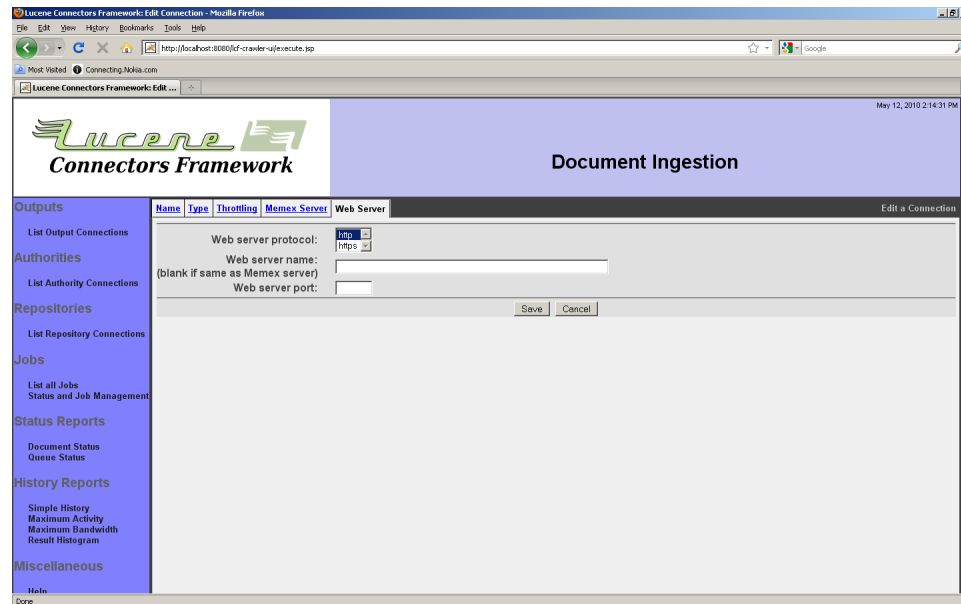 Lucene Connectors Framework: Edit Connection - Mozilla Firefox
File Edit View History Bookmarks Tools Help
http://localhost:8080/lcf-crawler-ui/execute.jsp
Google
Most Visited Connecting.Nokia.com
Lucene Connectors Framework: Edit ...
May 12, 2010 2:14:31 PM
Lucene
Connectors Framework
Document Ingestion
Outputs
List Output Connections
Authorities
List Authority Connections
Repositories
List Repository Connections
Jobs
List all Jobs
Status and Job Management
Status Reports
Document Status
Queue Status
History Reports
Simple History
Maximum Activity
Maximum Bandwidth
Result Histogram
Miscellaneous
Help
Name Type Throttling Memex Server Web Server
Edit a Connection
Web server protocol:
http
https
Web server name:
(blank if same as Memex server)
Web server port:
Save Cancel
Done